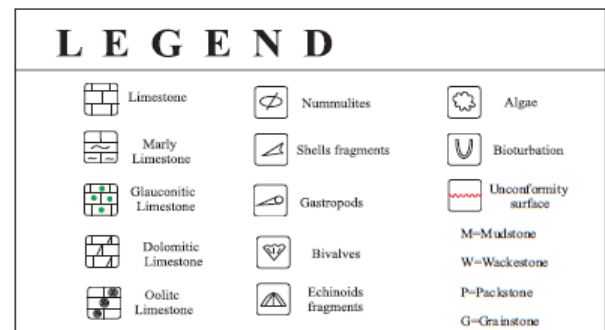 LEGEND
Limestone
Marly
Limestone
Glauconitic
Limestone
Dolomitic
Limestone
Oolite
Limestone
Nummulites
Shells fragments
Gastropods
Bivalves
Echinoids
fragments
Algae
Bioturbation
Unconformity
surface
M=Mudstone
W=Wackestone
P=Packstone
G=Grainstone